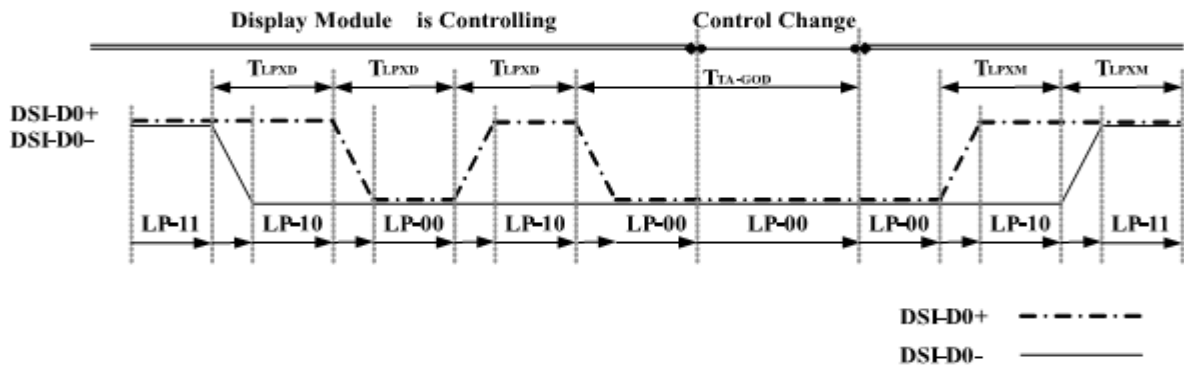 Display Module is Controlling Control Change
TLPXD TLPXD TLPXD TTA-GOD TLPXM TLPXM
DSI-D0+
DSI-D0-
LP-11 LP-10 LP-00 LP-10 LP-00 LP-00 LP-00 LP-10 LP-11
DSI-D0+
DSI-D0-